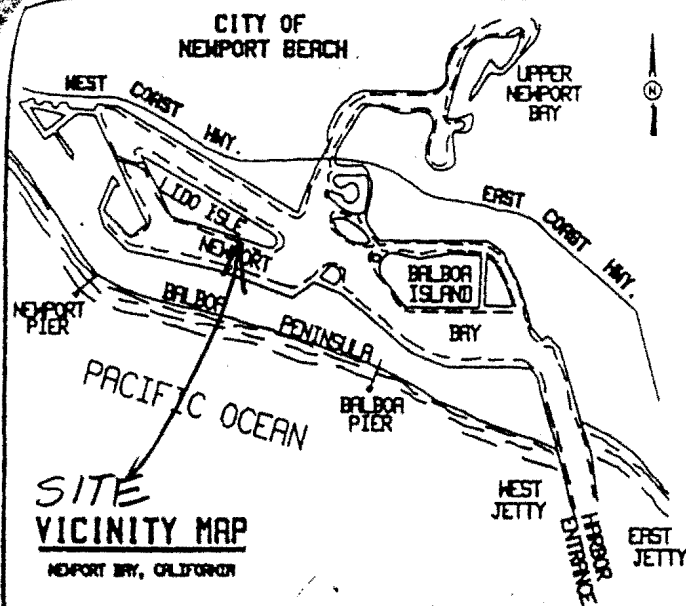 CITY OF
NEWPORT BEACH
WEST COAST HWY.
UPPER
NEWPORT
BAY
N
EAST COAST HWY.
LIDO ISLE
NEWPORT
BALBOA
ISLAND
BAY
NEWPORT
PIER
BALBOA PENINSULA
PACIFIC OCEAN
BALBOA
PIER
SITE
VICINITY MAP
NEWPORT BAY, CALIFORNIA
WEST
JETTY
HARBOR
ENTRANCE
EAST
JETTY